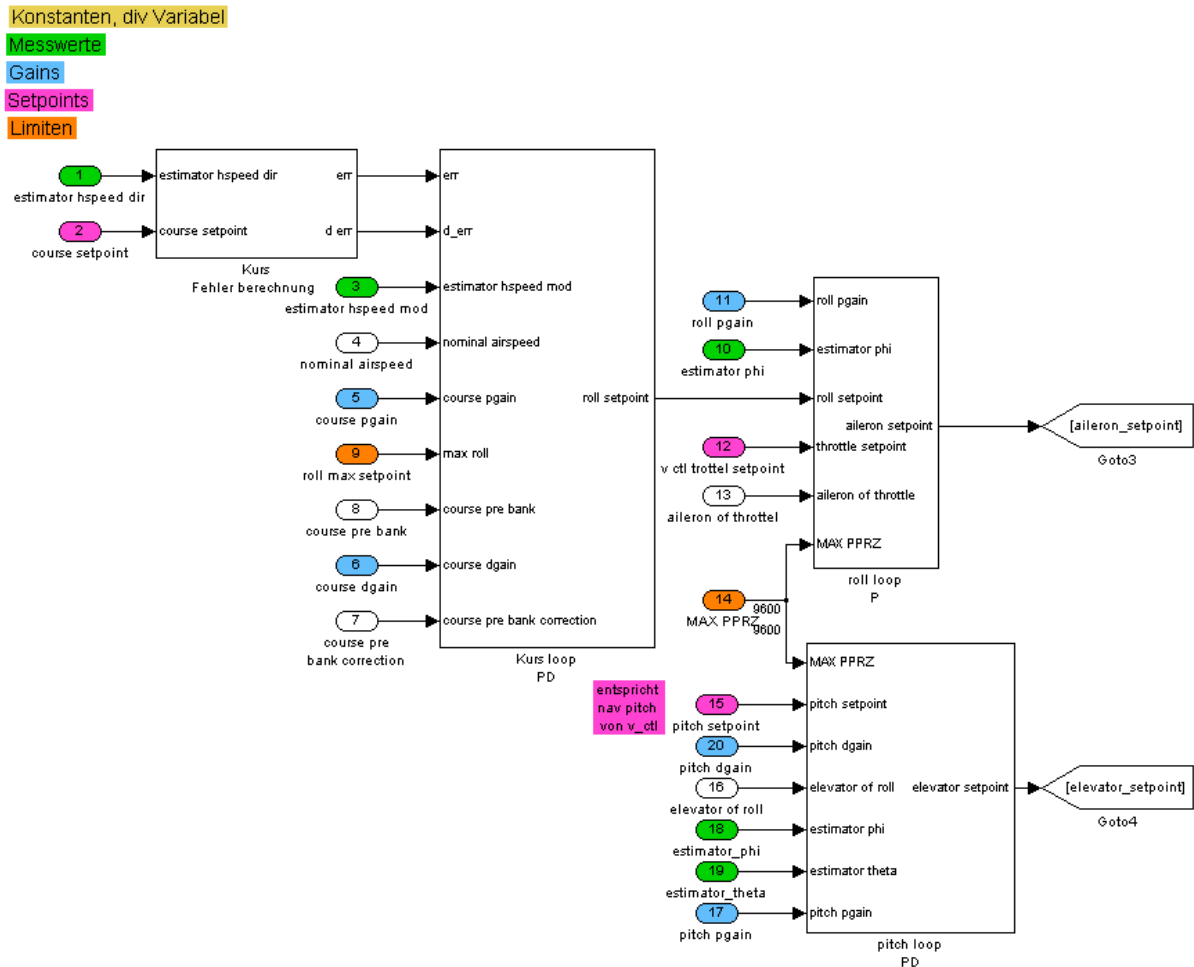 Konstanten, div Variabel
Messwerte
Gains
Setpoints
Limiten
1
estimator hspeed dir
2
course setpoint
estimator hspeed dir
err
course setpoint
d err
Kurs
Fehler berechnung
3
estimator hspeed mod
4
nominal airspeed
5
course pgain
9
roll max setpoint
8
course pre bank
6
course dgain
7
course pre
bank correction
err
d_err
estimator hspeed mod
nominal airspeed
course pgain
roll setpoint
max roll
course pre bank
course dgain
course pre bank correction
Kurs loop
PD
11
roll pgain
10
estimator phi
12
v ctl trottel setpoint
13
aileron of throttel
14
MAX PPRZ
9600
9600
roll pgain
estimator phi
roll setpoint
aileron setpoint
throttle setpoint
aileron of throttle
MAX PPRZ
roll loop
P
[aileron_setpoint]
Goto3
entspricht
nav pitch
von v_ctl
15
pitch setpoint
20
pitch dgain
16
elevator of roll
18
estimator_phi
19
estimator_theta
17
pitch pgain
MAX PPRZ
pitch setpoint
pitch dgain
elevator of roll
elevator setpoint
estimator phi
estimator theta
pitch pgain
pitch loop
PD
[elevator_setpoint]
Goto4